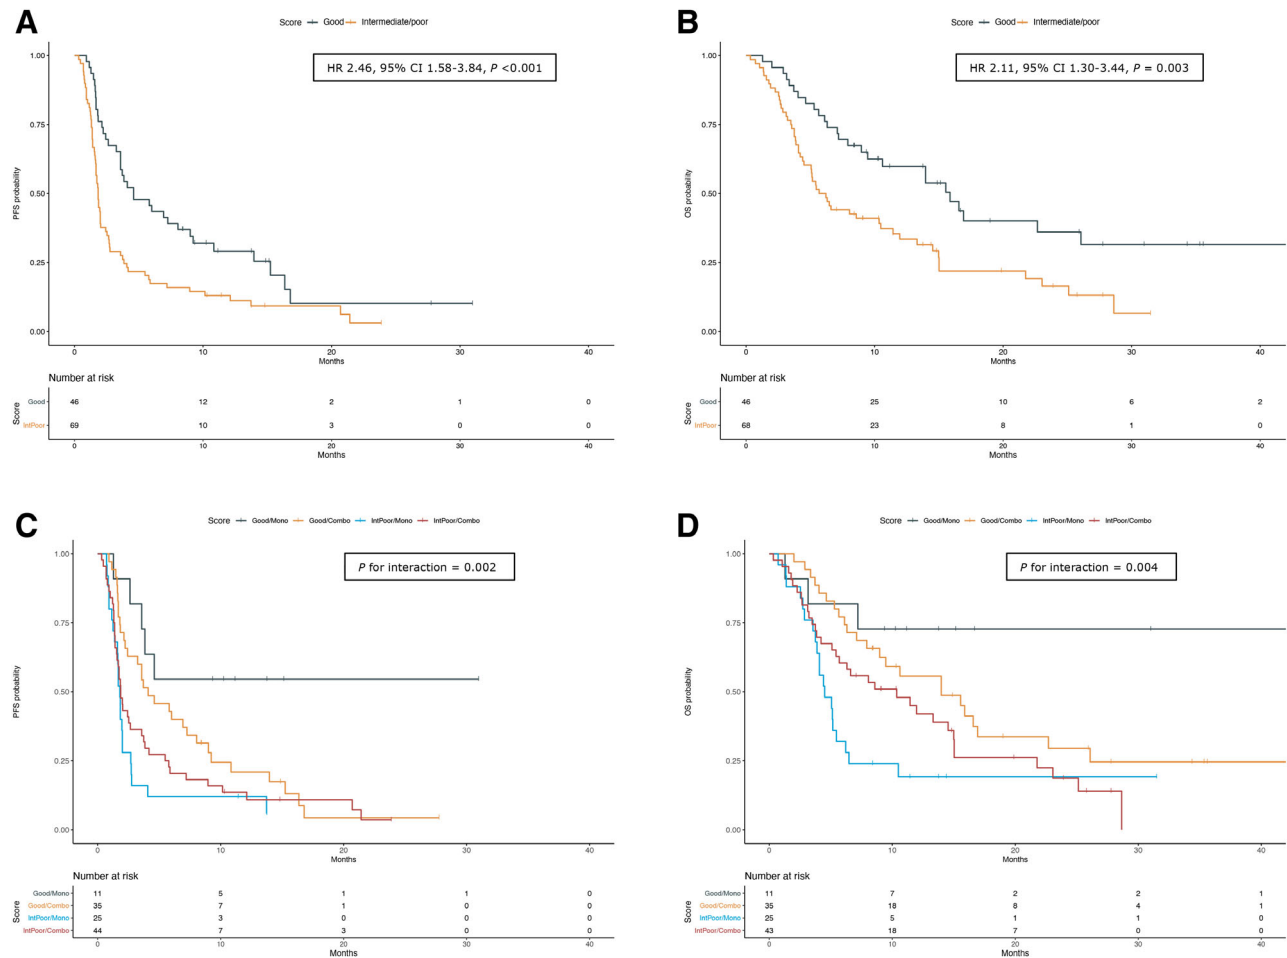 A
Score Good Intermediate/poor
HR 2.46, 95% CI 1.58-3.84, P <0.001
1.00
0.75
0.50
0.25
0.00
PFS probability
0 10 20 30 40
Months
Number at risk
Score
Good 46 12 2 1 0
IntPoor 69 10 3 0 0
0 10 20 30 40
Months
B
Score Good Intermediate/poor
HR 2.11, 95% CI 1.30-3.44, P = 0.003
1.00
0.75
0.50
0.25
0.00
OS probability
0 10 20 30 40
Months
Number at risk
Score
Good 46 25 10 6 2
IntPoor 68 23 8 1 0
0 10 20 30 40
Months
C
Score Good/Mono Good/Combo IntPoor/Mono IntPoor/Combo
P for interaction = 0.002
1.00
0.75
0.50
0.25
0.00
PFS probability
0 10 20 30 40
Months
Number at risk
Score
Good/Mono 11 5 1 1 0
Good/Combo 35 7 1 0 0
IntPoor/Mono 25 3 0 0 0
IntPoor/Combo 44 7 3 0 0
0 10 20 30 40
Months
D
Score Good/Mono Good/Combo IntPoor/Mono IntPoor/Combo
P for interaction = 0.004
1.00
0.75
0.50
0.25
0.00
OS probability
0 10 20 30 40
Months
Number at risk
Score
Good/Mono 11 7 2 2 1
Good/Combo 35 18 8 4 1
IntPoor/Mono 25 5 1 1 0
IntPoor/Combo 43 18 7 0 0
0 10 20 30 40
Months